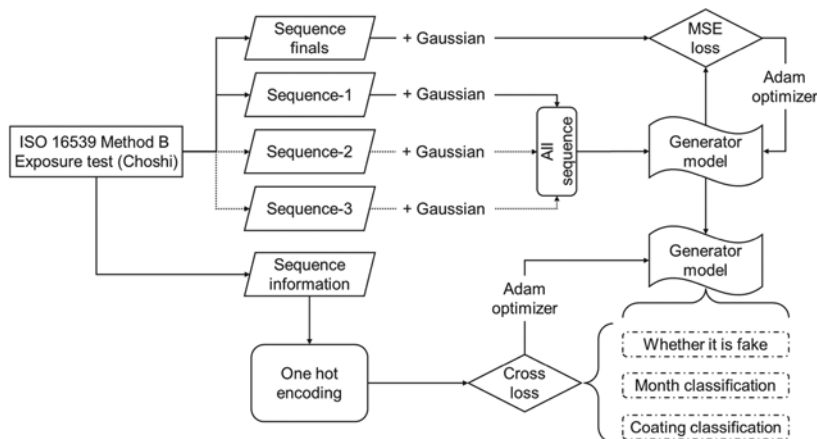 Sequence
finals
+ Gaussian
MSE
loss
Adam
optimizer
Sequence-1
+ Gaussian
ISO 16539 Method B
Exposure test (Choshi)
Sequence-2
+ Gaussian
All
sequence
Generator
model
Sequence-3
+ Gaussian
Sequence
information
Adam
optimizer
Generator
model
One hot
encoding
Cross
loss
Whether it is fake
Month classification
Coating classification